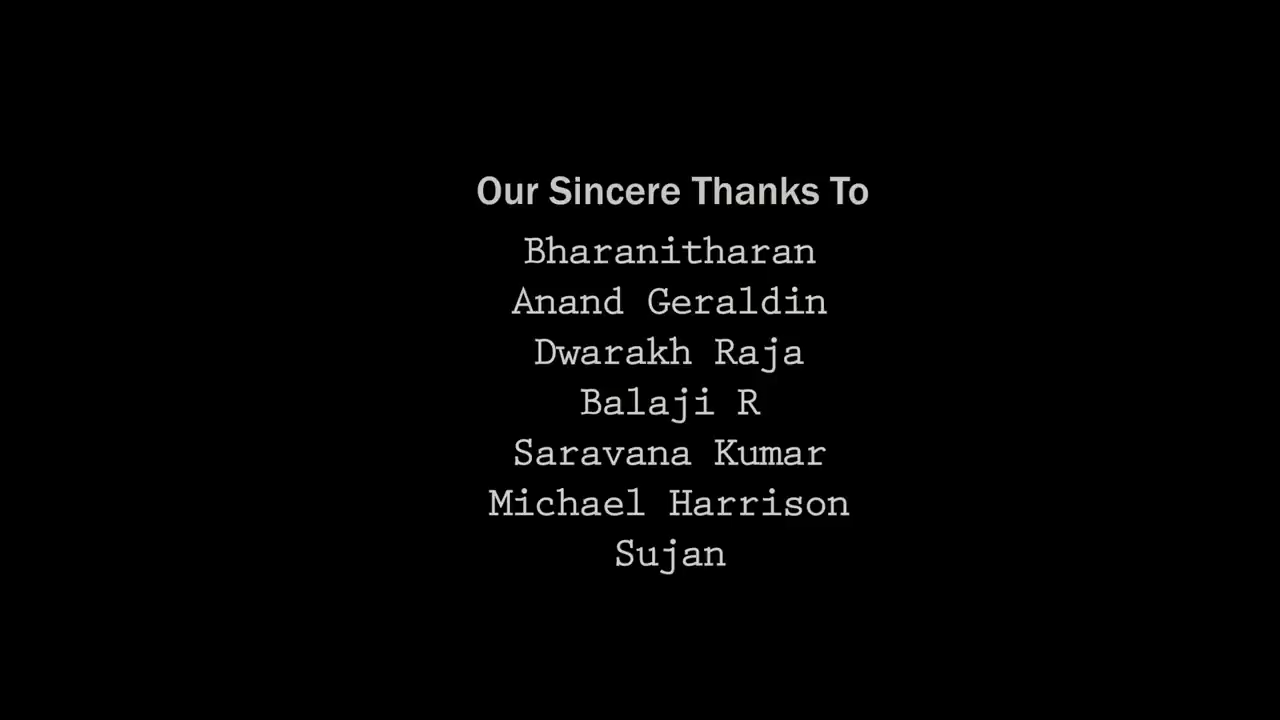 Our Sincere Thanks To
Bharanitharan
Anand Geraldin
Dwarakh Raja
Balaji R
Saravana Kumar
Michael Harrison
Sujan